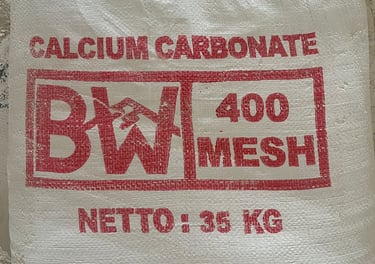 CALCIUM CARBONATE
BW
400
MESH
NETTO : 35 KG